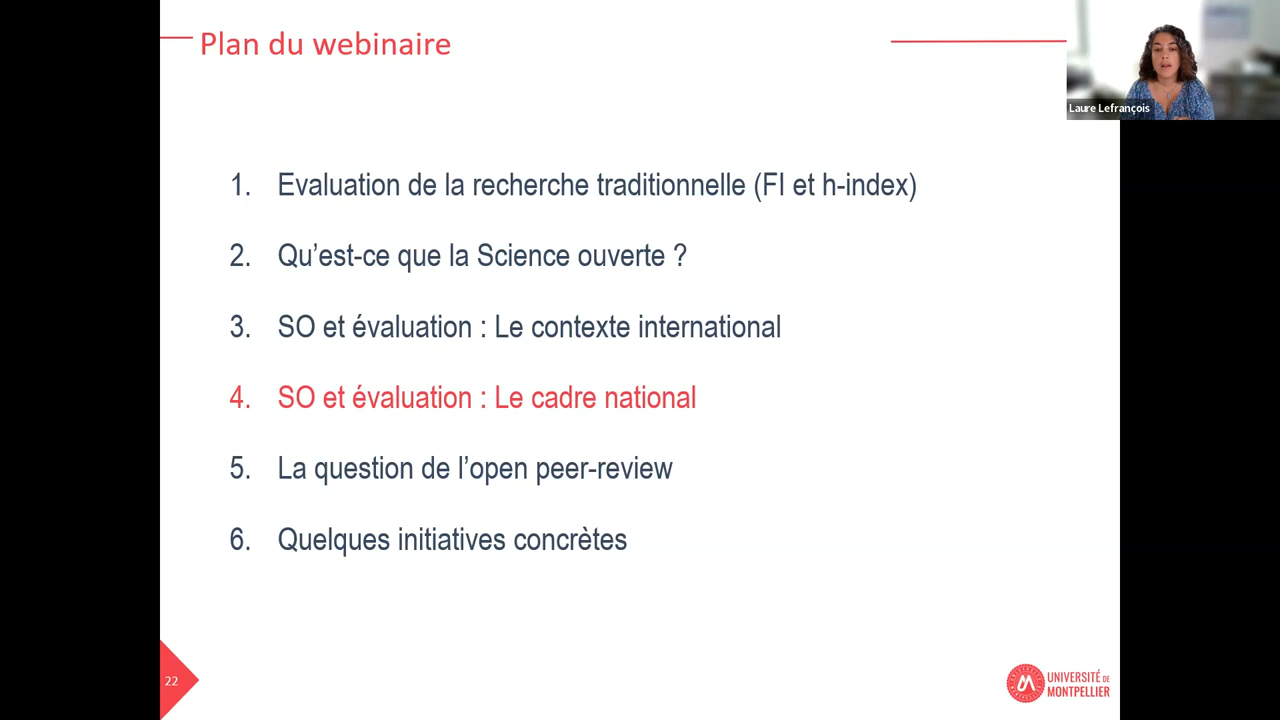 Plan du webinaire
Laure Lefrançois
1. Evaluation de la recherche traditionnelle (FI et h-index)
2. Qu’est-ce que la Science ouverte ?
3. SO et évaluation : Le contexte international
4. SO et évaluation : Le cadre national
5. La question de l’open peer-review
6. Quelques initiatives concrètes
22
UNIVERSITÉ DE
MONTPELLIER